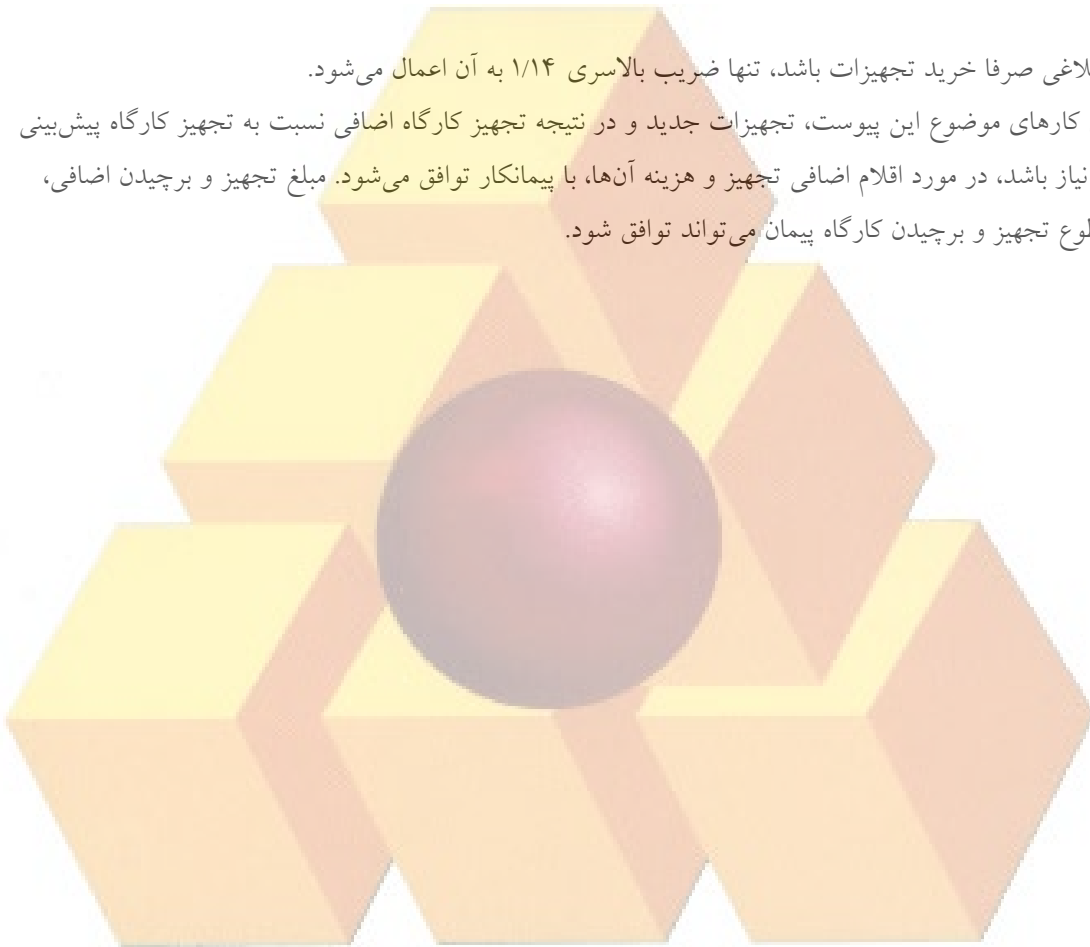 لاغی صرفا خرید تجهیزات باشد، تنها ضریب بالاسری ۱/۱۴ به آن اعمال می‌شود.
کارهای موضوع این پیوست، تجهیزات جدید و در نتیجه تجهیز کارگاه اضافی نسبت به تجهیز کارگاه پیش‌بینی
نیاز باشد، در مورد اقلام اضافی تجهیز و هزینه آن‌ها، با پیمانکار توافق می‌شود. مبلغ تجهیز و برچیدن اضافی،
طوع تجهیز و برچیدن کارگاه پیمان می‌تواند توافق شود.